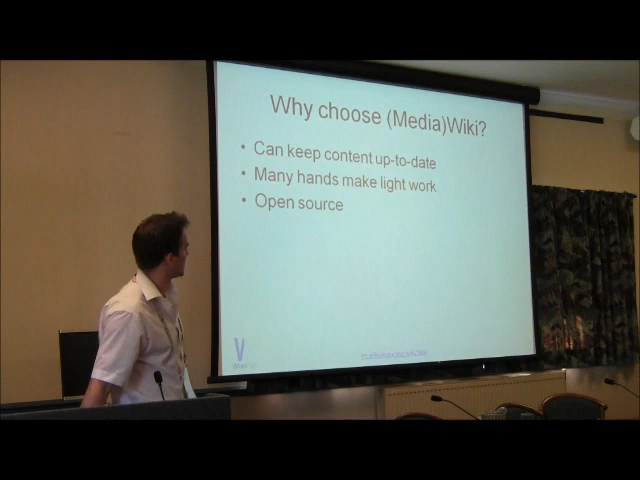 Why choose (Media)Wiki?
• Can keep content up-to-date
• Many hands make light work
• Open source
V